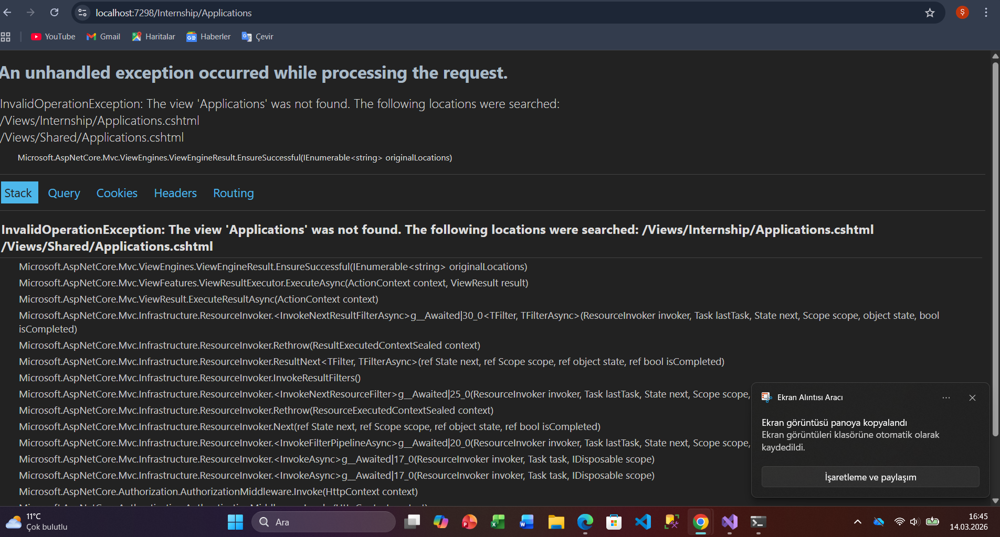 localhost:7298/Internship/Applications
Ş
YouTube
Gmail
Haritalar
Haberler
Çevir
An unhandled exception occurred while processing the request.
InvalidOperationException: The view 'Applications' was not found. The following locations were searched:
/Views/Internship/Applications.cshtml
/Views/Shared/Applications.cshtml
Microsoft.AspNetCore.Mvc.ViewEngines.ViewEngineResult.EnsureSuccessful(IEnumerable<string> originalLocations)
Stack
Query
Cookies
Headers
Routing
InvalidOperationException: The view 'Applications' was not found. The following locations were searched: /Views/Internship/Applications.cshtml
/Views/Shared/Applications.cshtml
Microsoft.AspNetCore.Mvc.ViewEngines.ViewEngineResult.EnsureSuccessful(IEnumerable<string> originalLocations)
Microsoft.AspNetCore.Mvc.ViewFeatures.ViewResultExecutor.ExecuteAsync(ActionContext context, ViewResult result)
Microsoft.AspNetCore.Mvc.ViewResult.ExecuteResultAsync(ActionContext context)
Microsoft.AspNetCore.Mvc.Infrastructure.ResourceInvoker.<InvokeNextResultFilterAsync>g__Awaited|30_0<TFilter, TFilterAsync>(ResourceInvoker invoker, Task lastTask, State next, Scope scope, object state, bool
isCompleted)
Microsoft.AspNetCore.Mvc.Infrastructure.ResourceInvoker.Rethrow(ResultExecutedContextSealed context)
Microsoft.AspNetCore.Mvc.Infrastructure.ResourceInvoker.ResultNext<TFilter, TFilterAsync>(ref State next, ref Scope scope, ref object state, ref bool isCompleted)
Microsoft.AspNetCore.Mvc.Infrastructure.ResourceInvoker.InvokeResultFilters()
Microsoft.AspNetCore.Mvc.Infrastructure.ResourceInvoker.<InvokeNextResourceFilter>g__Awaited|25_0(ResourceInvoker invoker, Task lastTask, State next, Scope scope,
Microsoft.AspNetCore.Mvc.Infrastructure.ResourceInvoker.Rethrow(ResourceExecutedContextSealed context)
Microsoft.AspNetCore.Mvc.Infrastructure.ResourceInvoker.Next(ref State next, ref Scope scope, ref object state, ref bool isCompleted)
Microsoft.AspNetCore.Mvc.Infrastructure.ResourceInvoker.<InvokeFilterPipelineAsync>g__Awaited|20_0(ResourceInvoker invoker, Task lastTask, State next, Scope scope,
Microsoft.AspNetCore.Mvc.Infrastructure.ResourceInvoker.<InvokeAsync>g__Awaited|17_0(ResourceInvoker invoker, Task task, IDisposable scope)
Microsoft.AspNetCore.Mvc.Infrastructure.ResourceInvoker.<InvokeAsync>g__Awaited|17_0(ResourceInvoker invoker, Task task, IDisposable scope)
Microsoft.AspNetCore.Authorization.AuthorizationMiddleware.Invoke(HttpContext context)
Ekran Alıntısı Aracı
Ekran görüntüsü panoya kopyalandı
Ekran görüntüleri klasörüne otomatik olarak
kaydedildi.
İşaretleme ve paylaşım
11°C
Çok bulutlu
Ara
16:45
14.03.2026